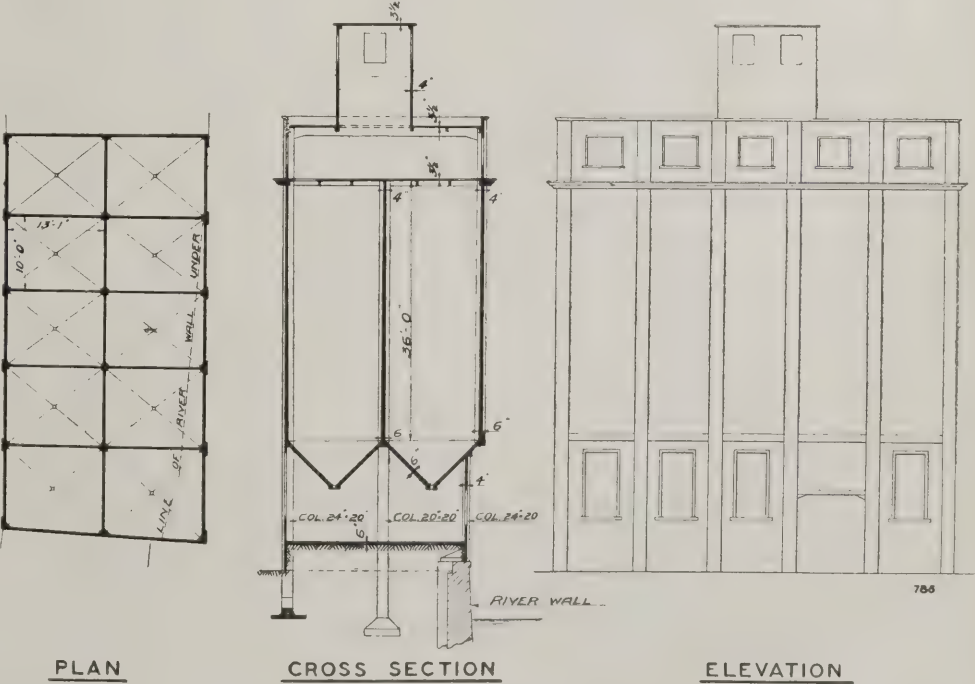 13'-1"
10'-0"
LINE OF RIVER WALL UNDER
PLAN
3½"
4"
3½"
3½"
4"
4"
36'-0"
6"
6
6"
4"
COL. 24"-20"
COL. 20"-20"
COL. 24"-20
6"
RIVER WALL
CROSS SECTION
786
ELEVATION